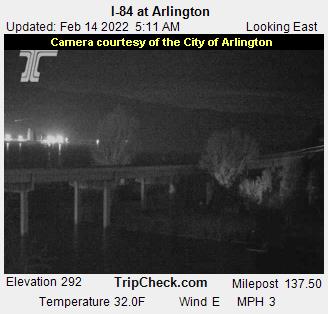 I-84 at Arlington
Updated: Feb 14 2022 5:11 AM Looking East
Camera courtesy of the City of Arlington
Elevation 292 TripCheck.com Milepost 137.50
Temperature 32.0F Wind E MPH 3